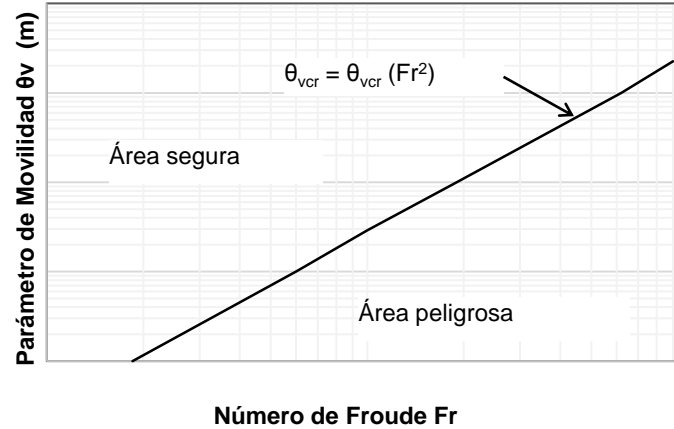 Parámetro de Movilidad θv (m)
θvcr = θvcr (Fr²)
Área segura
Área peligrosa
Número de Froude Fr